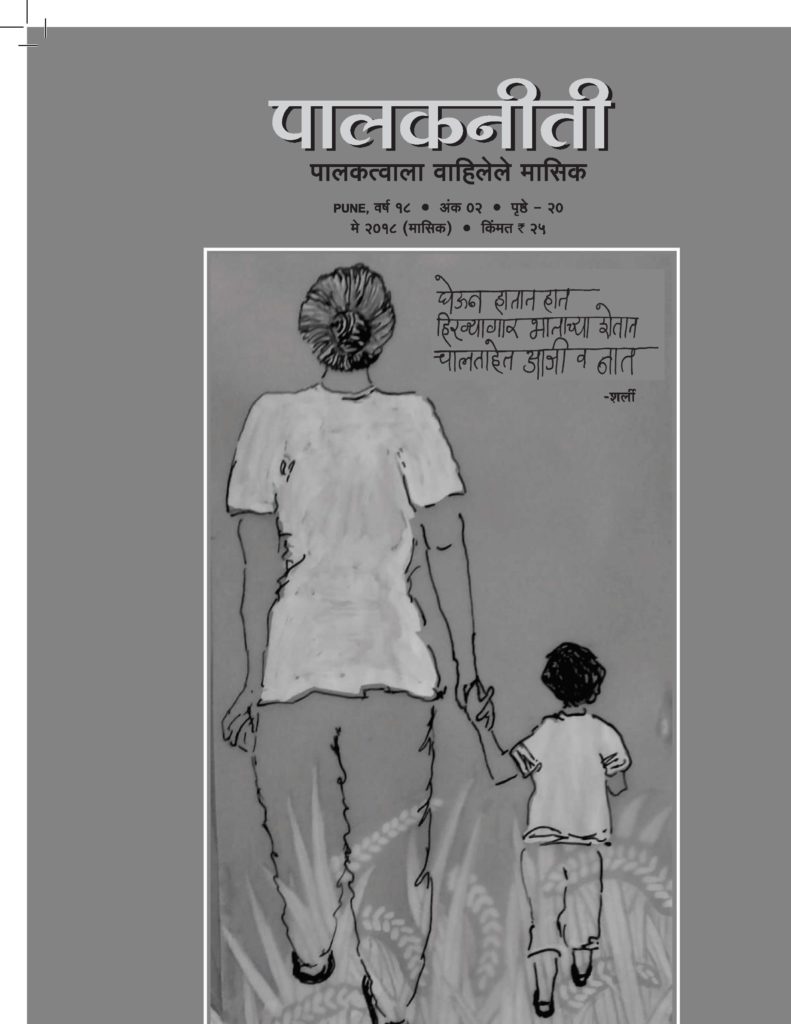 पालकनीती
पालकत्वाला वाहिलेले मासिक
PUNE, वर्ष १८ ● अंक ०२ ● पृष्ठे – २०
मे २०१८ (मासिक) ● किंमत ₹ २५
घेऊन हातात हात
हिरव्यागार भाताच्या शेतात
चालताहेत आजी व नात
-शर्ली